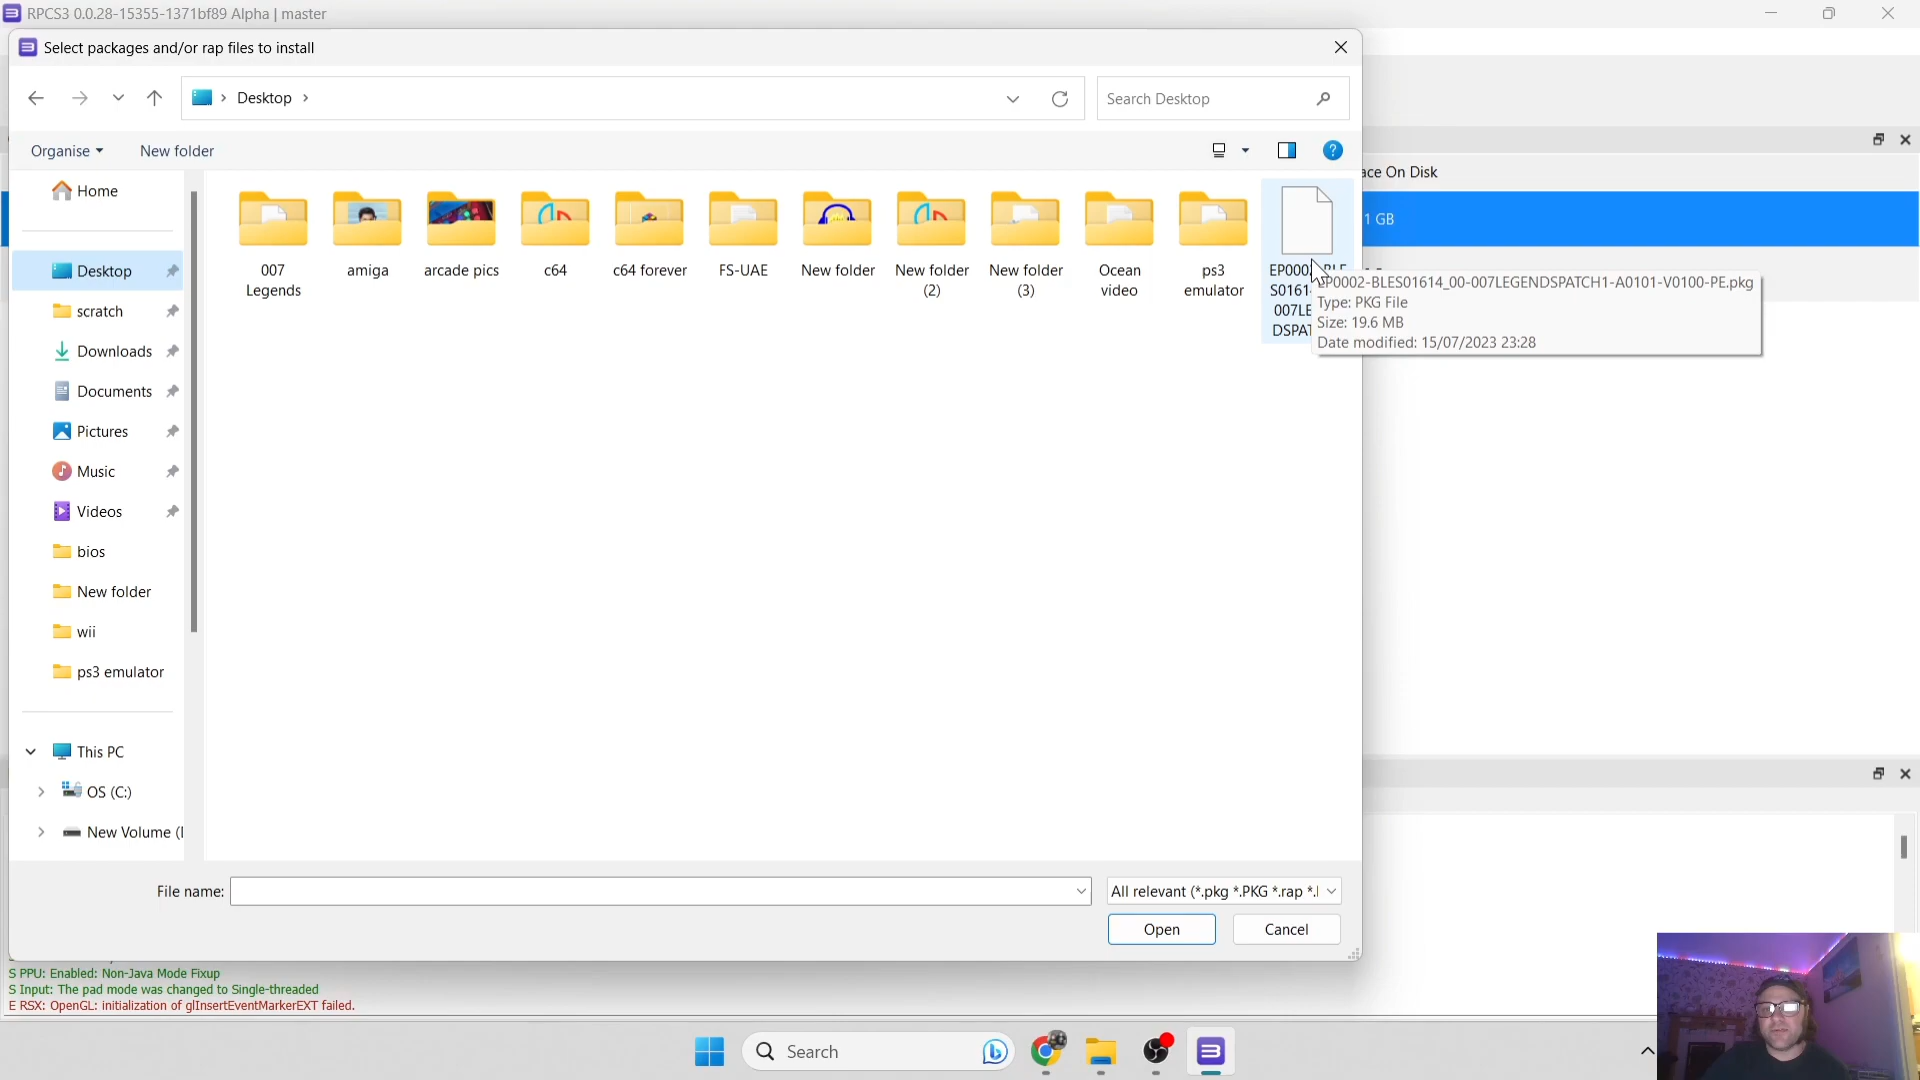 RPCS3 0.0.28-15355-1371bf89 Alpha | master
Select packages and/or rap files to install
Desktop
Search Desktop
Organise
New folder
ace On Disk
1 GB
Home
Desktop
scratch
Downloads
Documents
Pictures
Music
Videos
bios
New folder
wii
ps3 emulator
This PC
OS (C:)
New Volume (
007
Legends
amiga
arcade pics
c64
c64 forever
FS-UAE
New folder
New folder
(2)
New folder
(3)
Ocean
video
ps3
emulator
S0161
007LE
DSPAT
EP0002-BLES01614_00-007LEGENDSPATCH1-A0101-V0100-PE.pkg
Type: PKG File
Size: 19.6 MB
Date modified: 15/07/2023 23:28
File name:
All relevant (*.pkg *.PKG *.rap *.
Open
Cancel
S PPU: Enabled: Non-Java Mode Fixup
S Input: The pad mode was changed to Single-threaded
E RSX: OpenGL: initialization of glInsertEventMarkerEXT failed.
Search